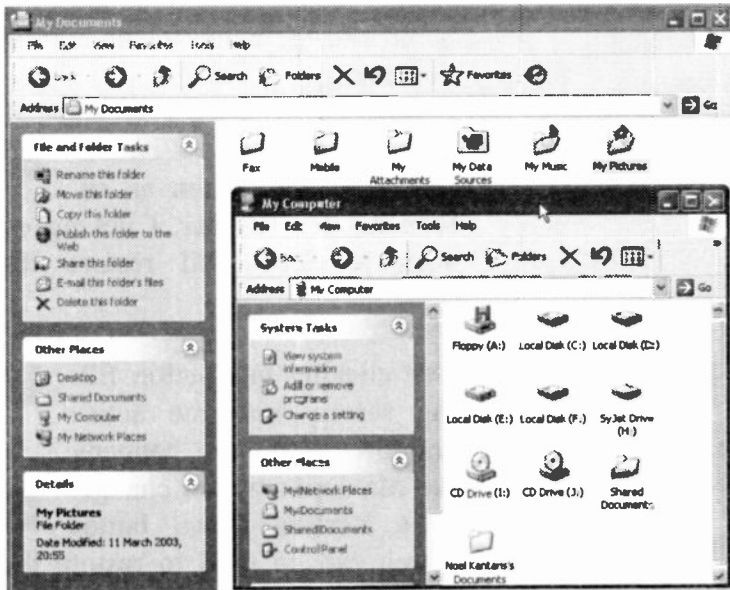 My Documents
File Edit View Favorites Tools Help
Back Search Folders Favorites
Address My Documents Go
File and Folder Tasks
Rename this folder
Move this folder
Copy this folder
Publish this folder to the
Web
Share this folder
E-mail this folder's files
Delete this folder
Other Places
Desktop
Shared Documents
My Computer
My Network Places
Details
My Pictures
File Folder
Date Modified: 11 March 2003,
20:55
Fax Mobile My
Attachments My Data
Sources My Music My Pictures
My Computer
File Edit View Favorites Tools Help
Back Search Folders
Address My Computer Go
System Tasks
View system
information
Add or remove
programs
Change a setting
Other Places
My Network Places
My Documents
Shared Documents
Control Panel
Floppy (A:) Local Disk (C:) Local Disk (D:)
Local Disk (E:) Local Disk (F:) SyJet Drive
(H:)
CD Drive (I:) CD Drive (J:) Shared
Documents
Noel Kantaris's
Documents